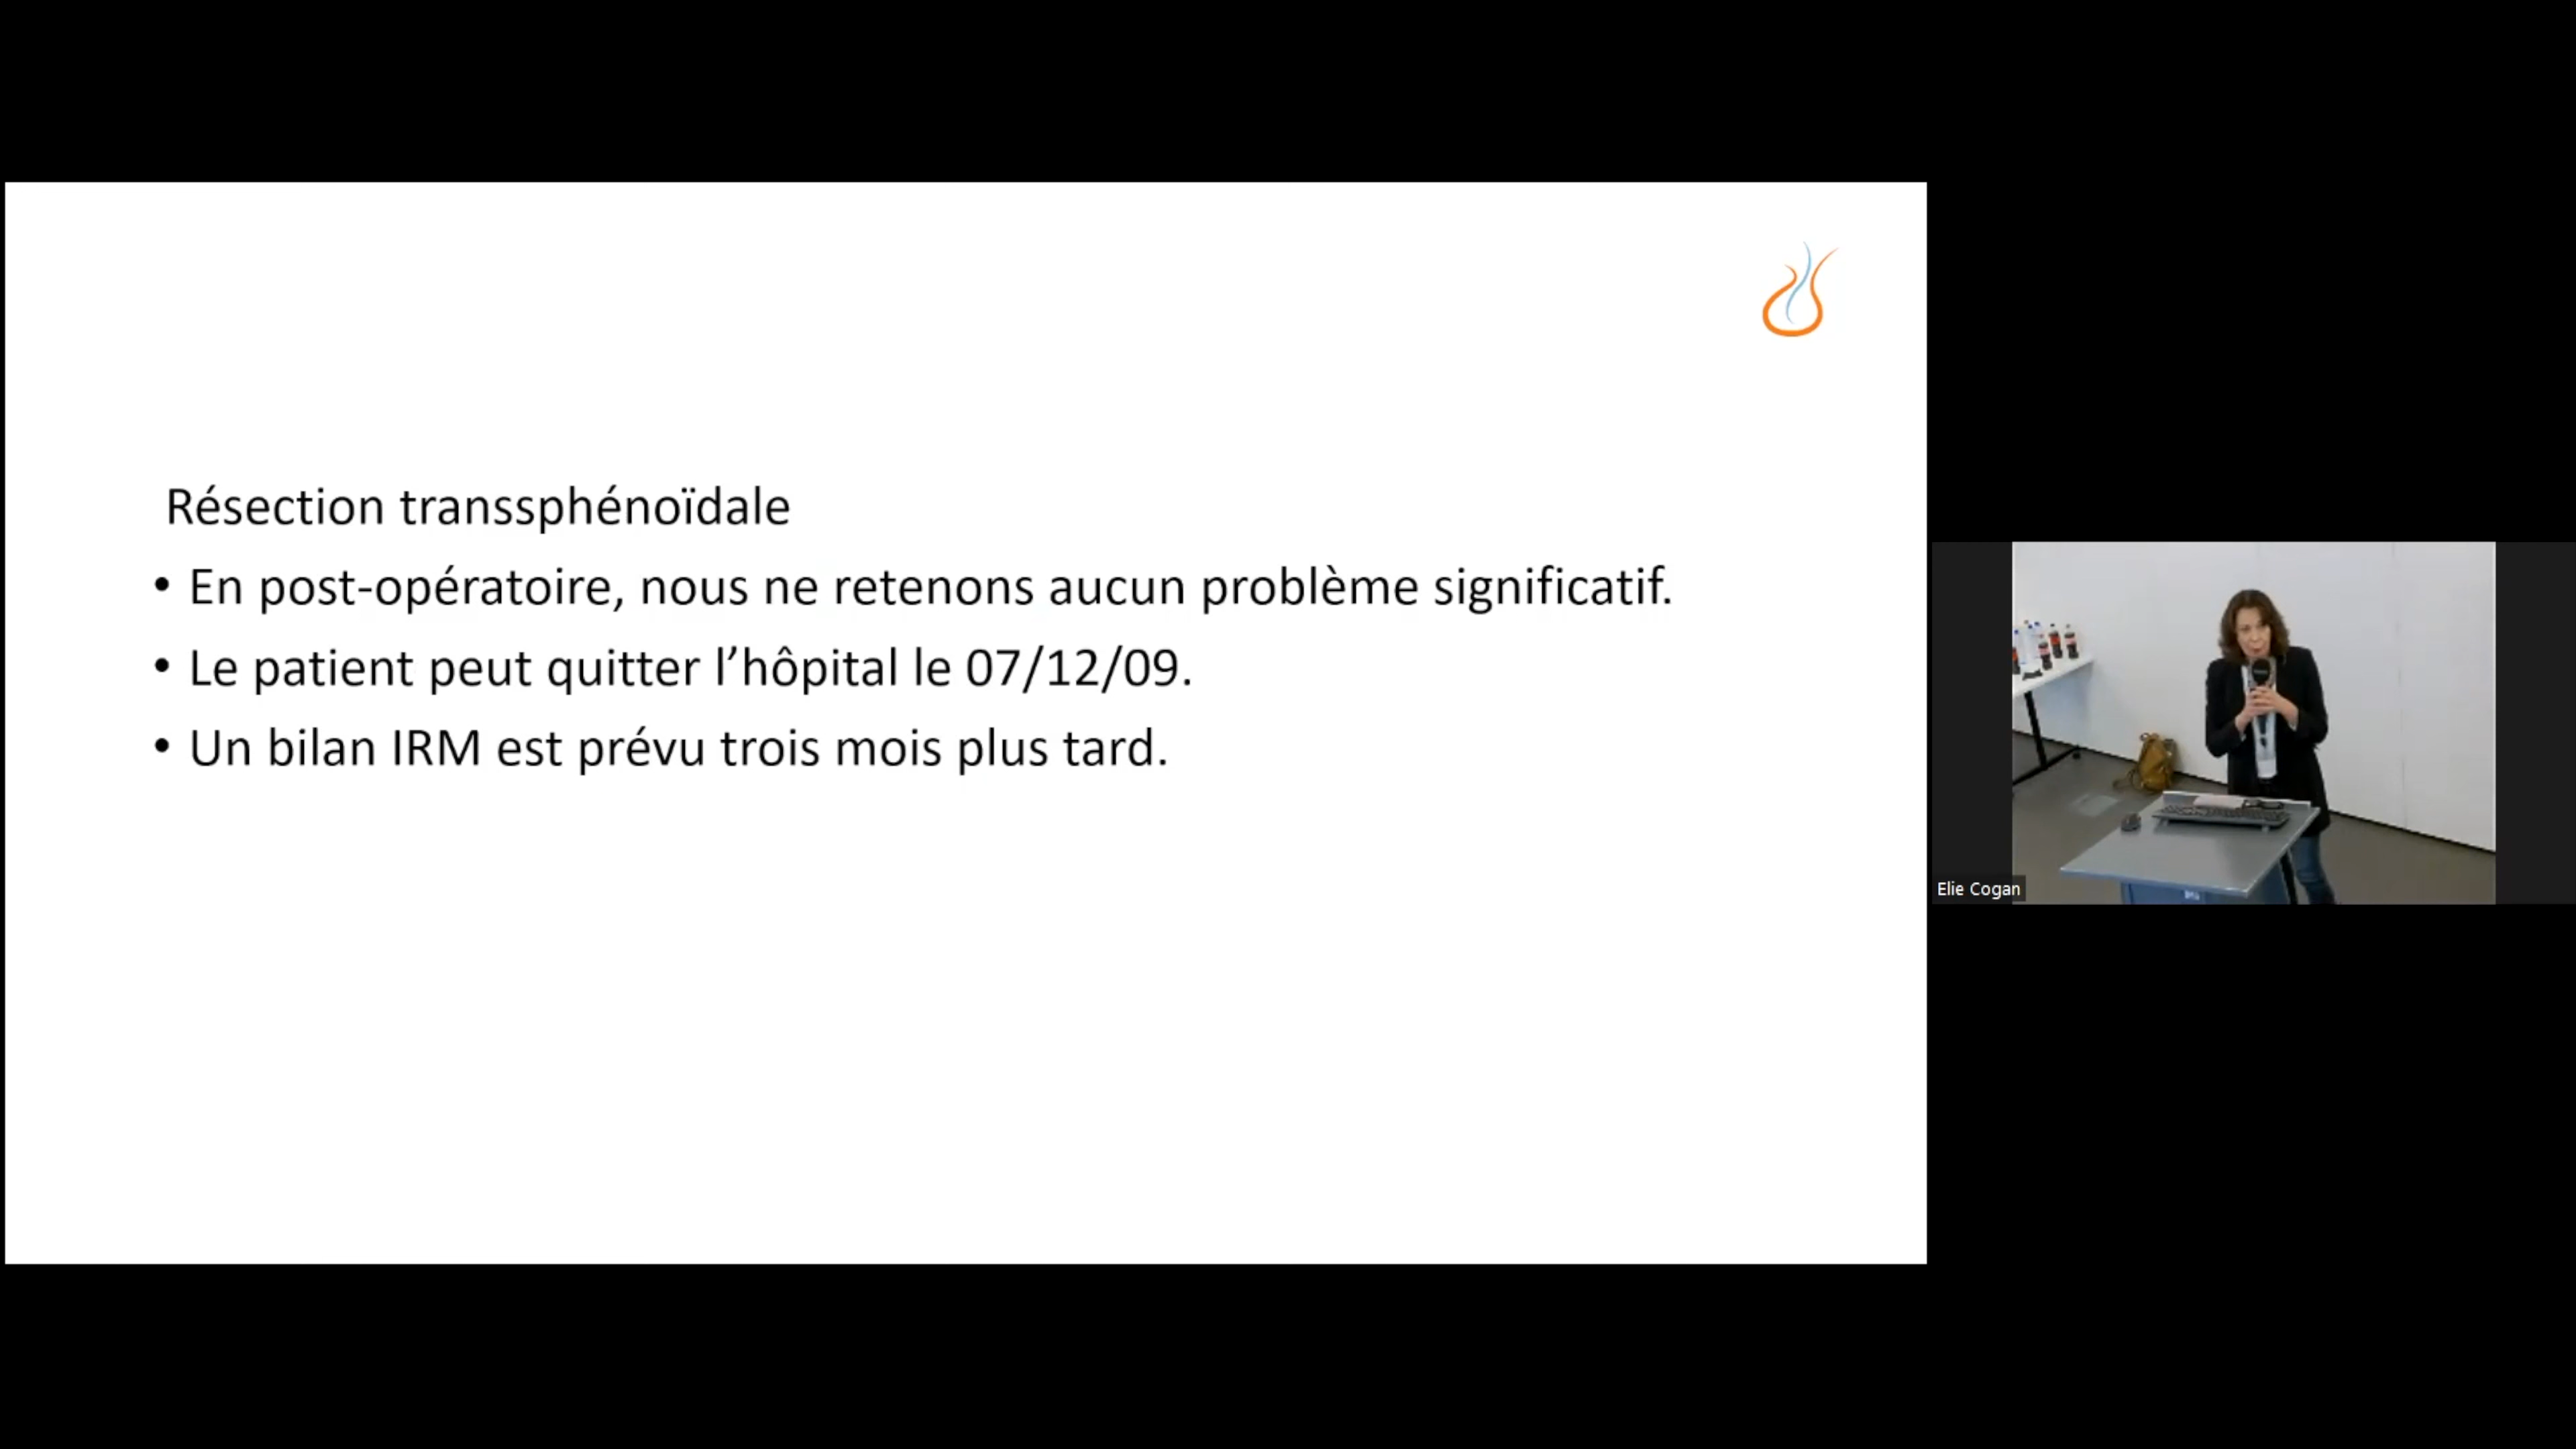 Résection transsphénoïdale
• En post-opératoire, nous ne retenons aucun problème significatif.
• Le patient peut quitter l’hôpital le 07/12/09.
• Un bilan IRM est prévu trois mois plus tard.
Elie Cogan